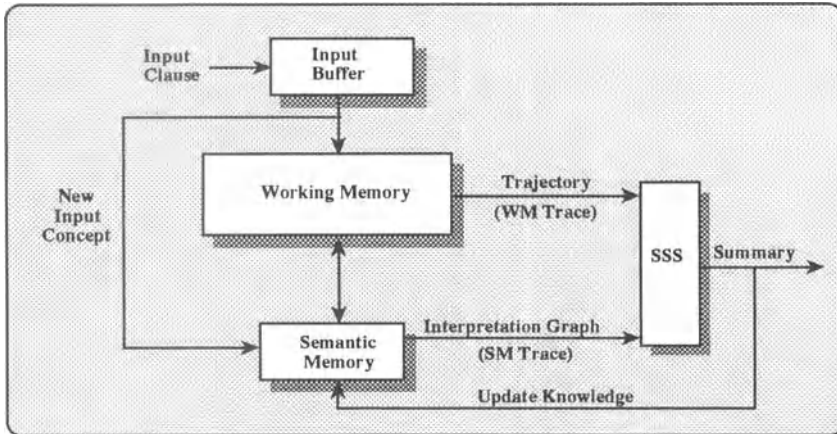 Input
Clause
Input
Buffer
New
Input
Concept
Working Memory
Trajectory
(WM Trace)
SSS
Summary
Semantic
Memory
Interpretation Graph
(SM Trace)
Update Knowledge